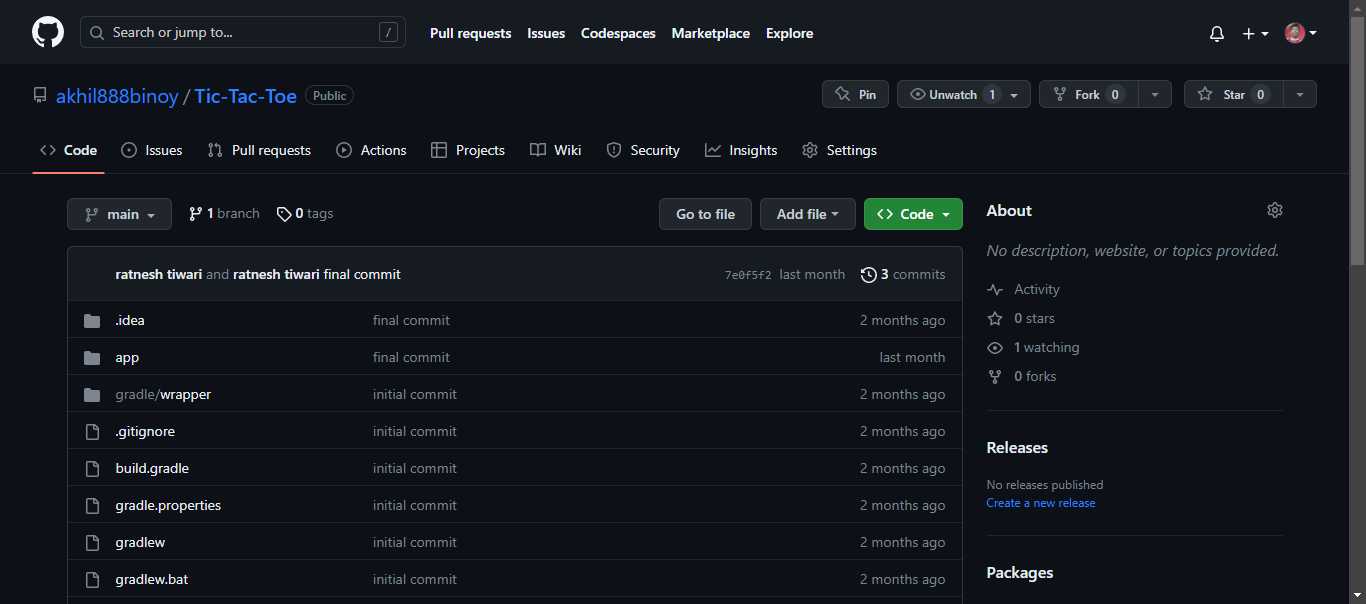 Search or jump to... / Pull requests Issues Codespaces Marketplace Explore
akhil888binoy / Tic-Tac-Toe Public Pin Unwatch 1 Fork 0 Star 0
Code Issues Pull requests Actions Projects Wiki Security Insights Settings
main 1 branch 0 tags Go to file Add file Code
ratnesh tiwari and ratnesh tiwari final commit 7e0f5f2 last month 3 commits
.idea final commit 2 months ago
app final commit last month
gradle/wrapper initial commit 2 months ago
.gitignore initial commit 2 months ago
build.gradle initial commit 2 months ago
gradle.properties initial commit 2 months ago
gradlew initial commit 2 months ago
gradlew.bat initial commit 2 months ago
About
No description, website, or topics provided.
Activity
0 stars
1 watching
0 forks
Releases
No releases published
Create a new release
Packages